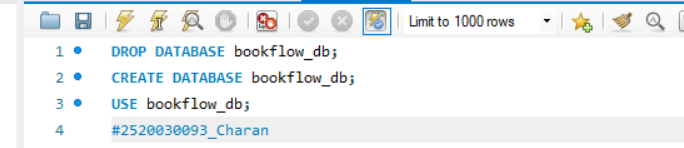 Limit to 1000 rows
1 DROP DATABASE bookflow_db;
2 CREATE DATABASE bookflow_db;
3 USE bookflow_db;
4 #2520030093_Charan